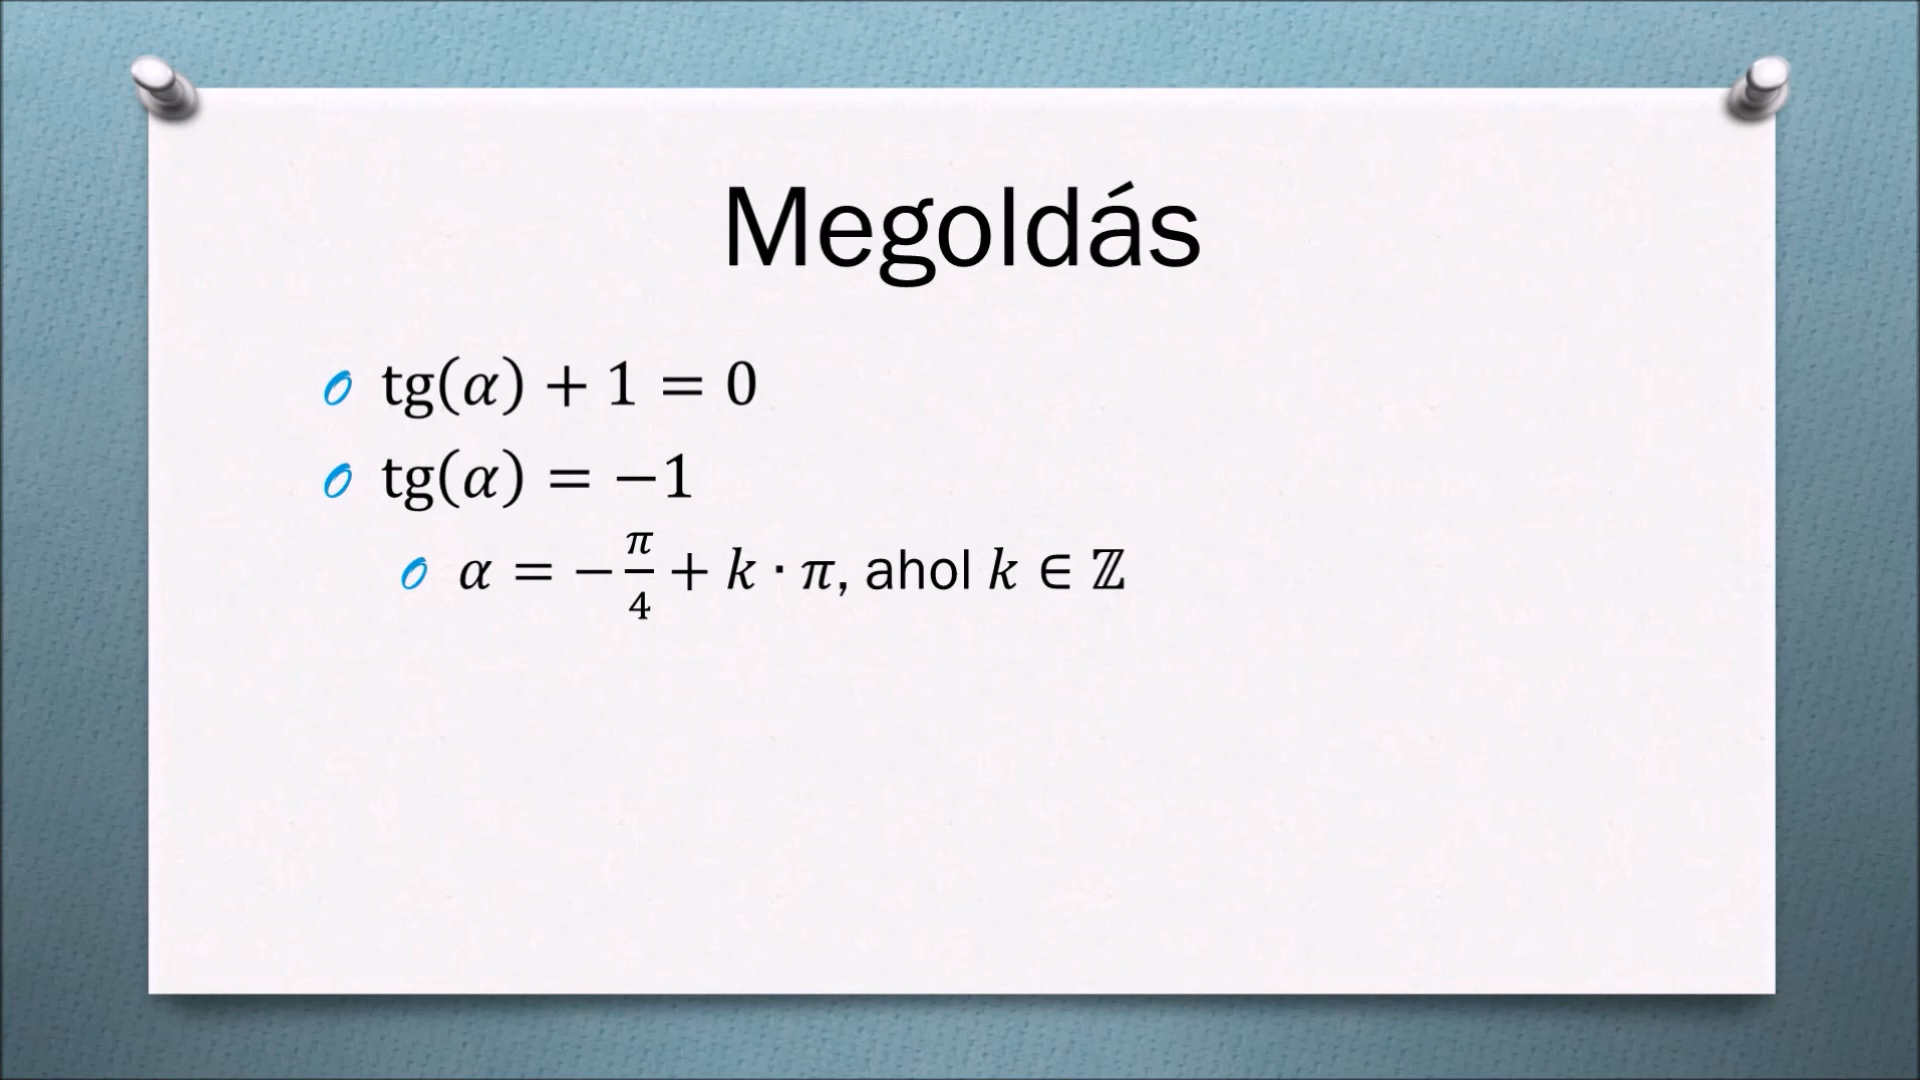 Megoldás
tg(α) + 1 = 0
tg(α) = −1
α = −π/4 + k · π, ahol k ∈ ℤ